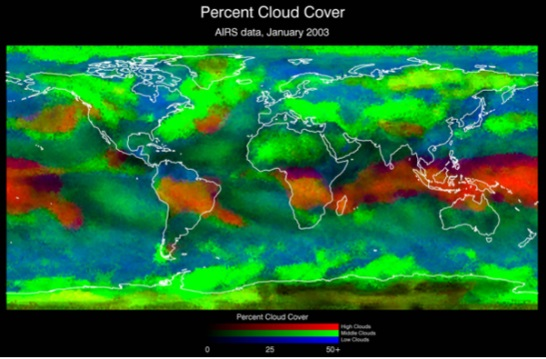 Percent Cloud Cover
AIRS data, January 2003
Percent Cloud Cover
High Clouds
Middle Clouds
Low Clouds
0 25 50+